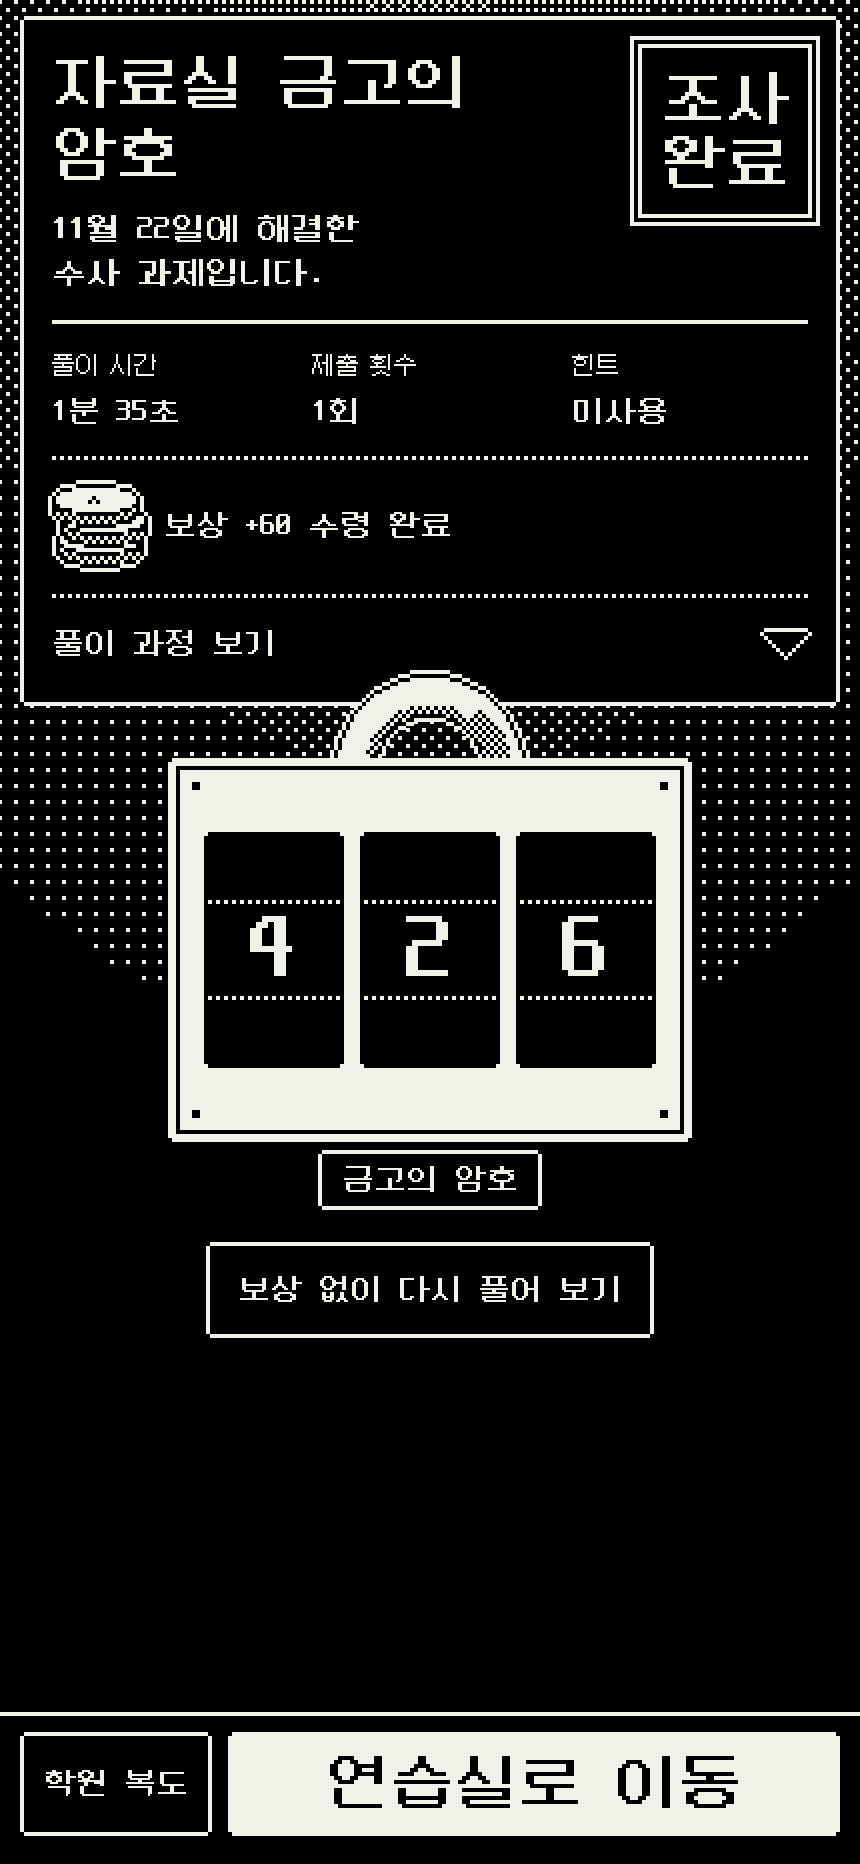 자료실 금고의
암호
조사
완료
11월 22일에 해결한
수사 과제입니다.
풀이 시간 제출 횟수 힌트
1분 35초 1회 미사용
보상 +60 수령 완료
풀이 과정 보기
4 2 6
금고의 암호
보상 없이 다시 풀어 보기
학원 복도 연습실로 이동